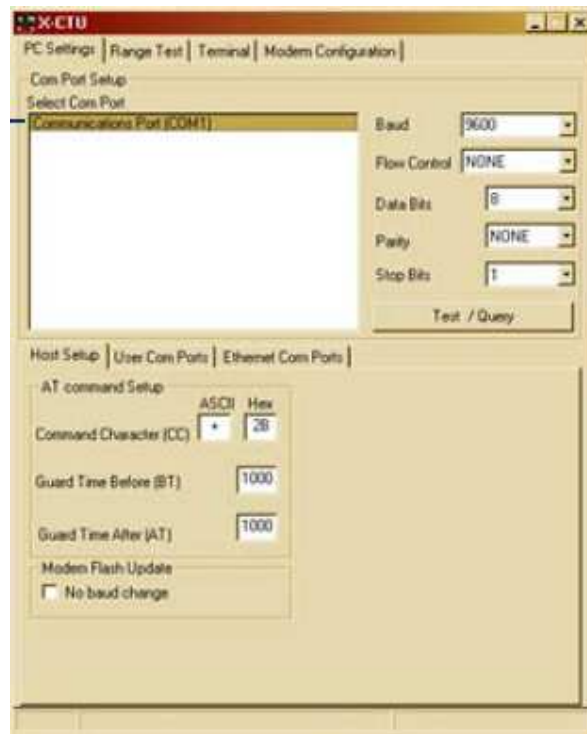 X-CTU
PC Settings Range Test Terminal Modem Configuration
Com Port Setup
Select Com Port
Communications Port (COM1)
Baud 9600
Flow Control NONE
Data Bits 8
Parity NONE
Stop Bits 1
Test / Query
Host Setup User Com Ports Ethernet Com Ports
AT command Setup
ASCII Hex
Command Character (CC) + 2B
Guard Time Before (BT) 1000
Guard Time After (AT) 1000
Modem Flash Update
No baud change